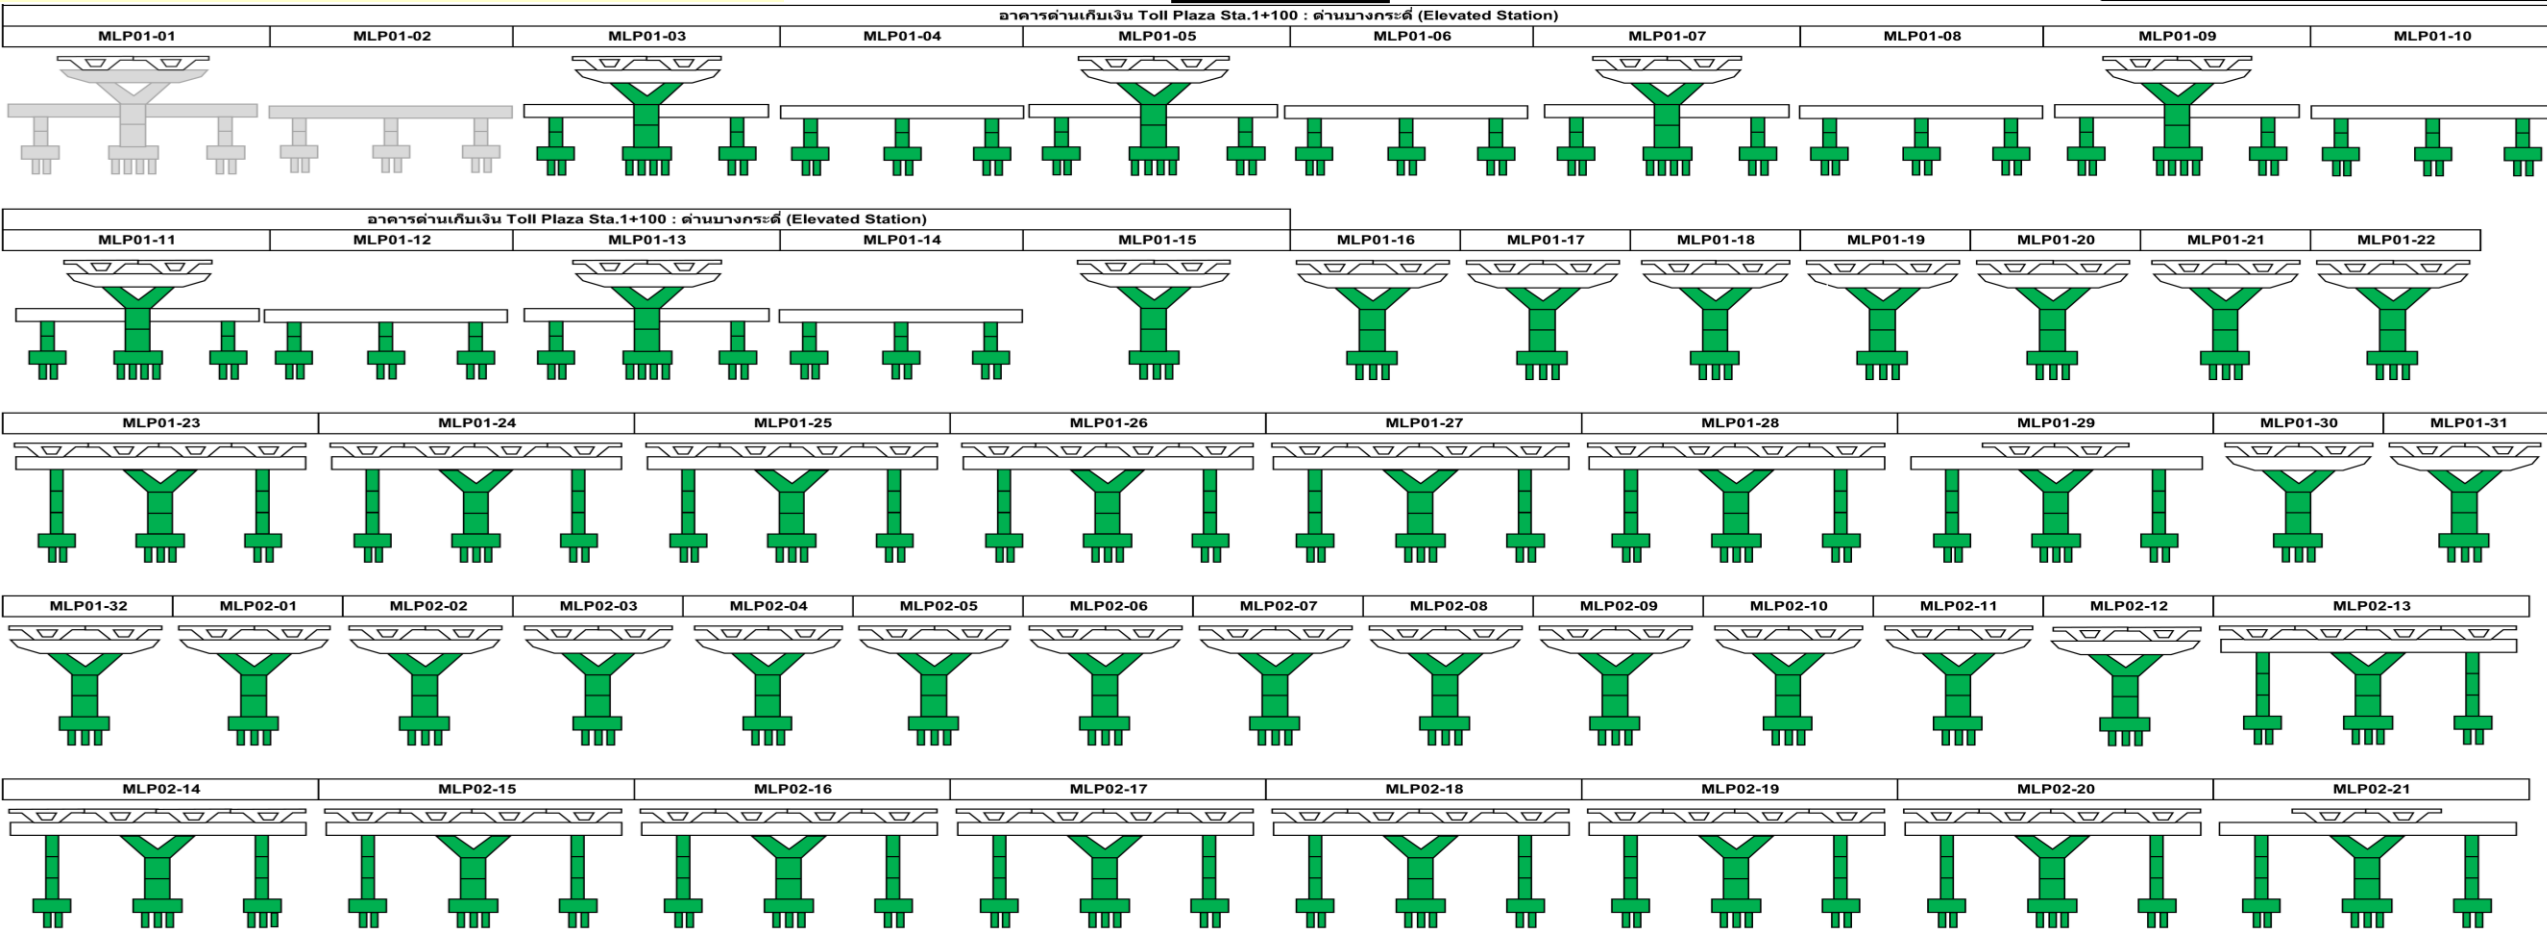 อาคารด่านเก็บเงิน Toll Plaza Sta.1+100 : ด่านบางกระดี่ (Elevated Station)
MLP01-01 MLP01-02 MLP01-03 MLP01-04 MLP01-05 MLP01-06 MLP01-07 MLP01-08 MLP01-09 MLP01-10
อาคารด่านเก็บเงิน Toll Plaza Sta.1+100 : ด่านบางกระดี่ (Elevated Station)
MLP01-11 MLP01-12 MLP01-13 MLP01-14 MLP01-15 MLP01-16 MLP01-17 MLP01-18 MLP01-19 MLP01-20 MLP01-21 MLP01-22
MLP01-23 MLP01-24 MLP01-25 MLP01-26 MLP01-27 MLP01-28 MLP01-29 MLP01-30 MLP01-31
MLP01-32 MLP02-01 MLP02-02 MLP02-03 MLP02-04 MLP02-05 MLP02-06 MLP02-07 MLP02-08 MLP02-09 MLP02-10 MLP02-11 MLP02-12 MLP02-13
MLP02-14 MLP02-15 MLP02-16 MLP02-17 MLP02-18 MLP02-19 MLP02-20 MLP02-21